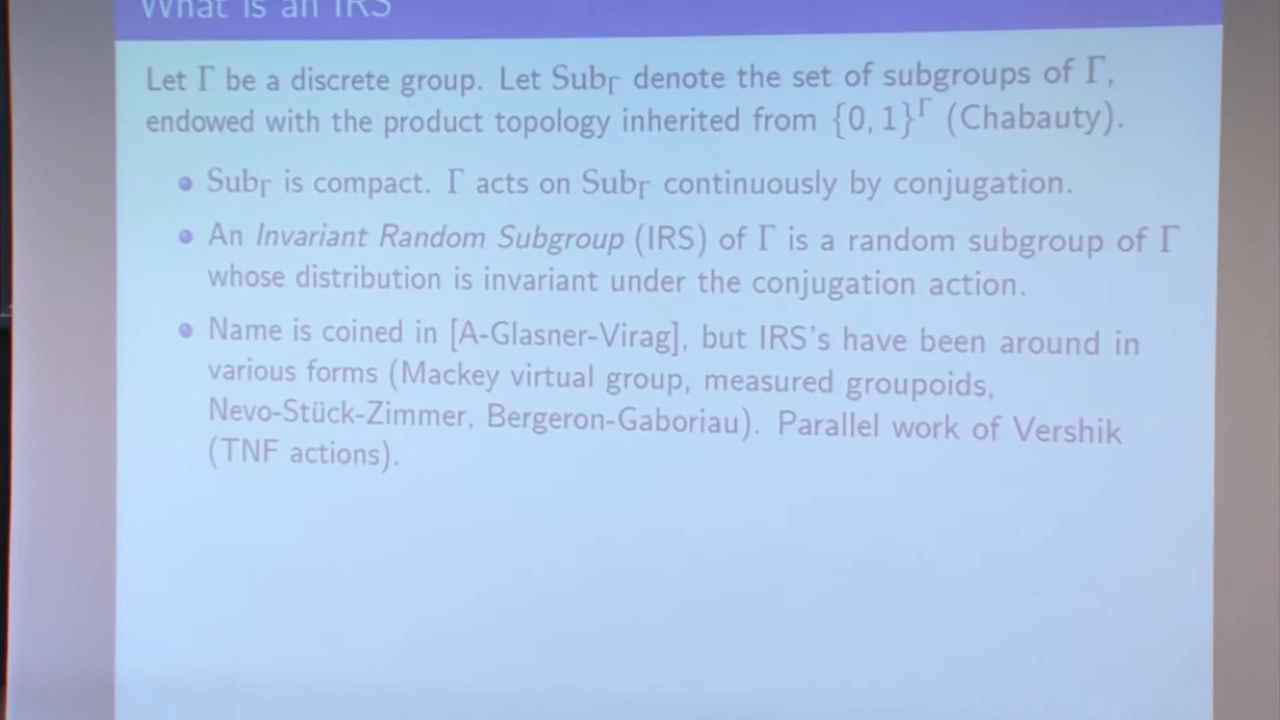 What is an IRS
Let Γ be a discrete group. Let Sub_Γ denote the set of subgroups of Γ,
endowed with the product topology inherited from {0, 1}^Γ (Chabauty).
• Sub_Γ is compact. Γ acts on Sub_Γ continuously by conjugation.
• An Invariant Random Subgroup (IRS) of Γ is a random subgroup of Γ
whose distribution is invariant under the conjugation action.
• Name is coined in [A-Glasner-Virag], but IRS's have been around in
various forms (Mackey virtual group, measured groupoids,
Nevo-Stück-Zimmer, Bergeron-Gaboriau). Parallel work of Vershik
(TNF actions).